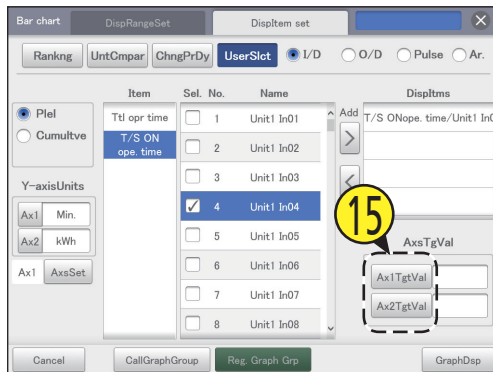 Bar chart DispRangeSet DispItem set
Rankng UntCmpar ChngPrDy UserSlct I/D O/D Pulse Ar.
Item Sel. No. Name DispItms
Plel
Cumultve
Ttl opr time
T/S ON
ope. time
1 Unit1 In01
2 Unit1 In02
3 Unit1 In03
4 Unit1 In04
5 Unit1 In05
6 Unit1 In06
7 Unit1 In07
8 Unit1 In08
Add
>
<
T/S ONope. time/Unit1 In0
Y-axisUnits
Ax1 Min.
Ax2 kWh
Ax1 AxsSet
15
AxsTgVal
Ax1TgtVal
Ax2TgtVal
Cancel CallGraphGroup Reg. Graph Grp GraphDsp